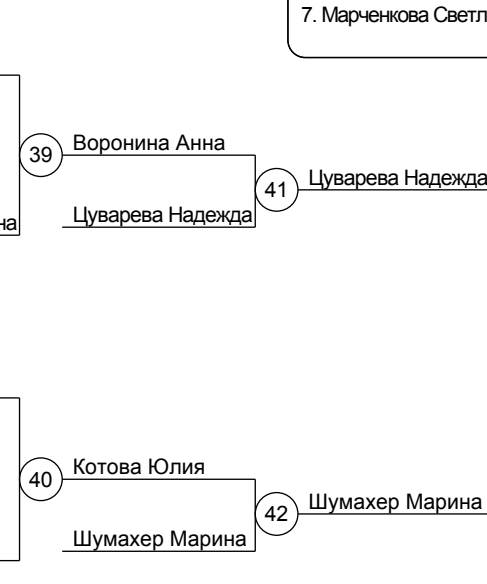 7. Марченкова Светл
39
Воронина Анна
41
Цуварева Надежда
Цуварева Надежда
на
40
Котова Юлия
42
Шумахер Марина
Шумахер Марина